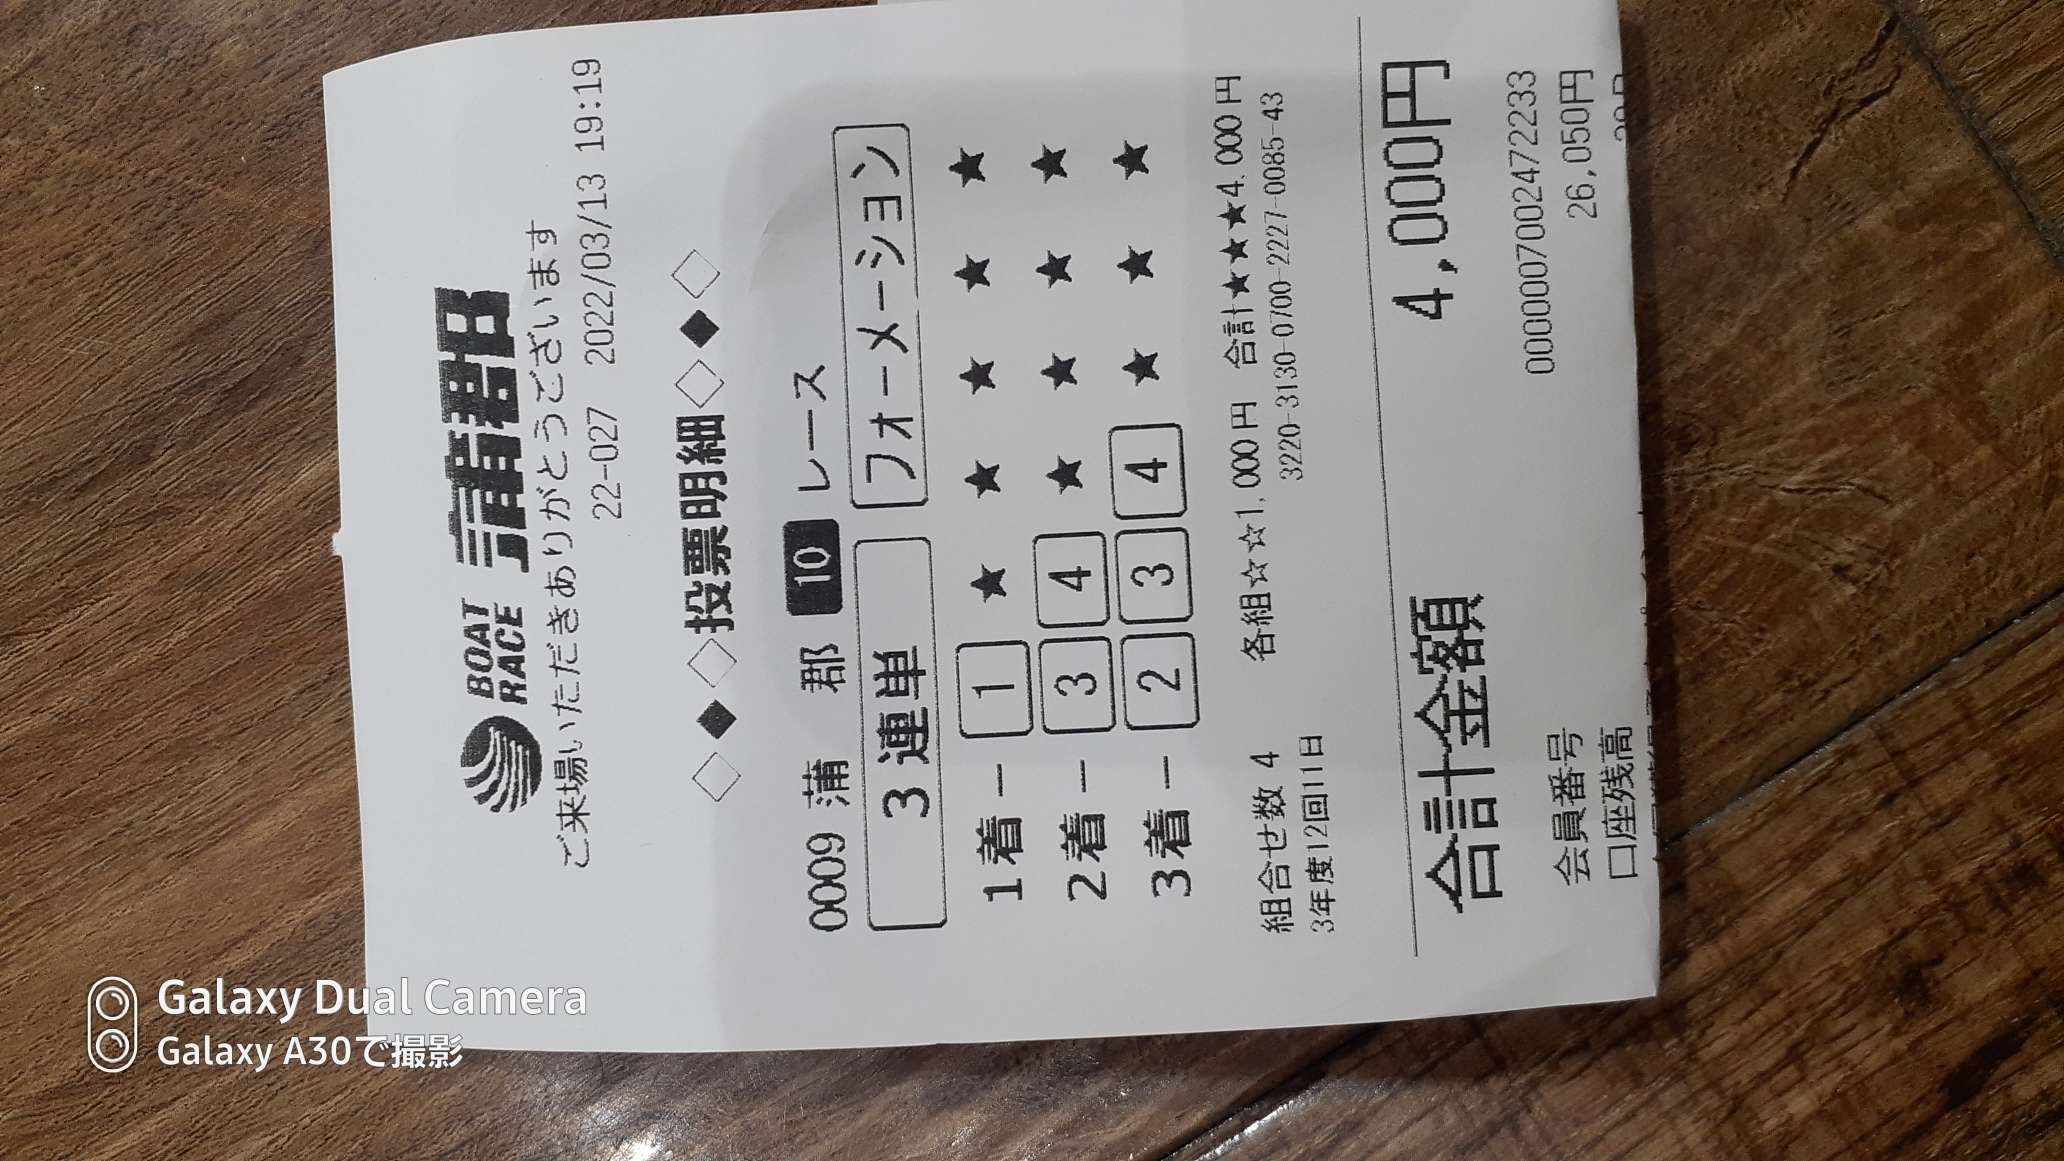 BOAT RACE 蒲郡
ご来場いただきありがとうございます
22-027 2022/03/13 19:19
◇◆◇投票明細◇◆◇
0009 蒲 郡 10 レース
3連単 フォーメーション
1着－ 1 ★ ★ ★ ★ ★
2着－ 3 4 ★ ★ ★ ★
3着－ 2 3 4 ★ ★ ★
組合せ数 4 各組☆☆1,000円 合計★★★★4,000円
3年度12回11日 3220-3130-0700-2227-0085-43
合計金額 4,000円
会員番号 0000007002472233
口座残高 26,050円
Galaxy Dual Camera
Galaxy A30で撮影